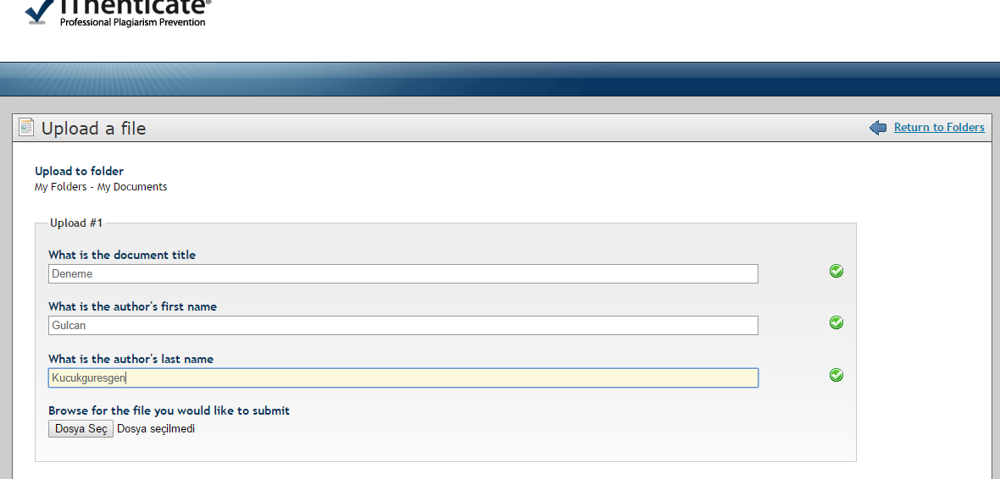 iThenticate®
Professional Plagiarism Prevention
Upload a file
Return to Folders
Upload to folder
My Folders - My Documents
Upload #1
What is the document title
Deneme
What is the author's first name
Gulcan
What is the author's last name
Kucukguresgen
Browse for the file you would like to submit
Dosya Seç Dosya seçilmedi